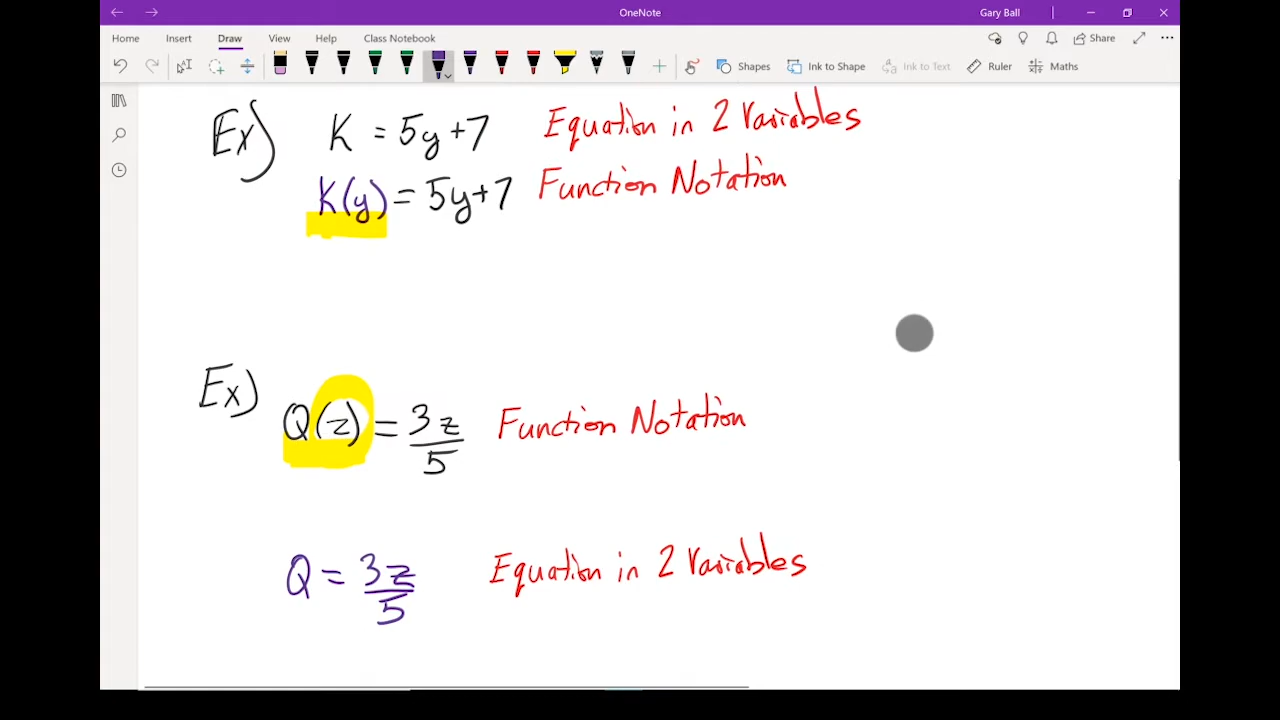 OneNote
Gary Ball
Home Insert Draw View Help Class Notebook Share
Shapes Ink to Shape Ink to Text Ruler Maths
Ex) K = 5y+7 Equation in 2 Variables
K(y) = 5y+7 Function Notation
Ex) Q(z) = 3z/5 Function Notation
Q = 3z/5 Equation in 2 Variables